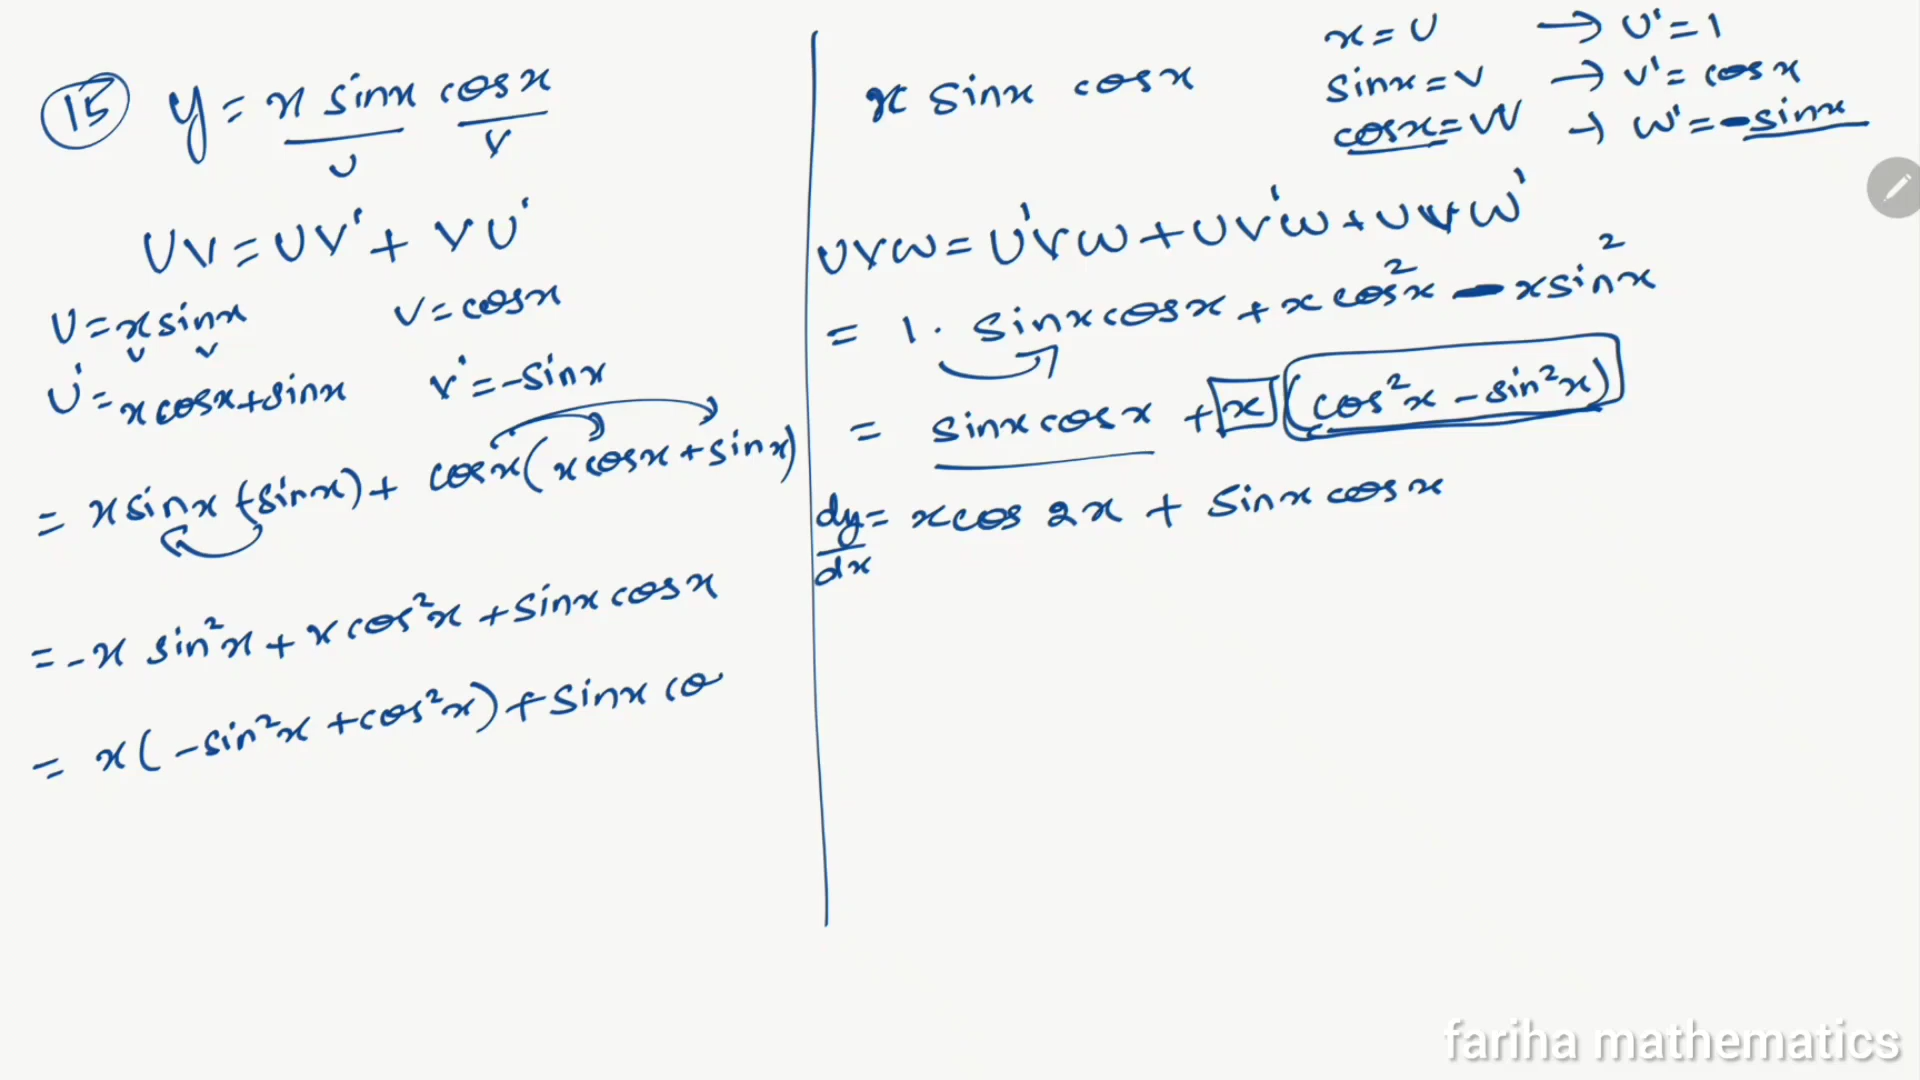 15 y = x sinx cosx
U V
UV = UV' + VU'
U = x sinx V = cosx
U V
U' = x cosx + sinx V' = -sinx
= x sinx (-sinx) + cosx (x cosx + sinx)
= -x sin²x + x cos²x + sinx cosx
= x(-sin²x + cos²x) + sinx co
x sinx cosx
x = U → U' = 1
sinx = V → V' = cosx
cosx = W → W' = -sinx
UVW = U'VW + UV'W + UVW'
= 1. sinx cosx + x cos²x - x sin²x
= sinx cosx + x (cos²x - sin²x)
dy/dx = x cos 2x + sinx cosx
fariha mathematics